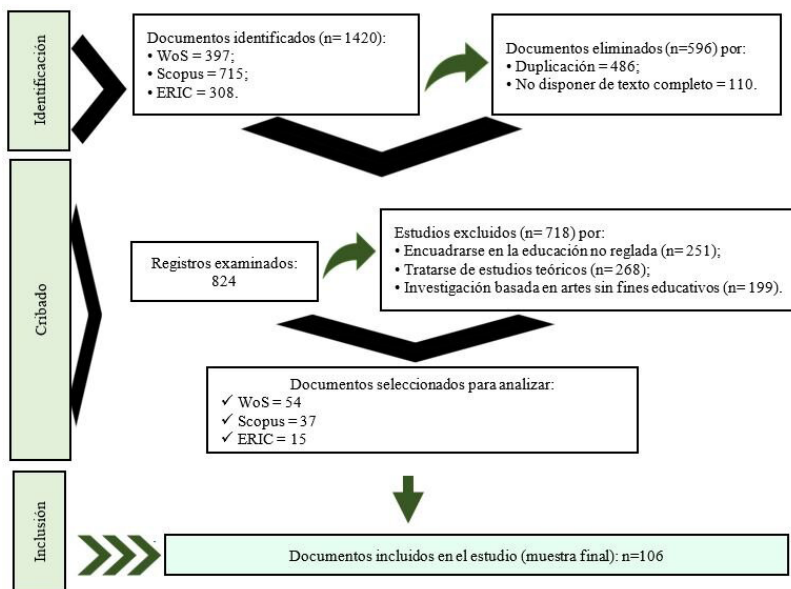 Identificación
Documentos identificados (n= 1420):
• WoS = 397;
• Scopus = 715;
• ERIC = 308.
Documentos eliminados (n=596) por:
• Duplicación = 486;
• No disponer de texto completo = 110.
Cribado
Registros examinados:
824
Estudios excluidos (n= 718) por:
• Encuadrarse en la educación no reglada (n= 251);
• Tratarse de estudios teóricos (n= 268);
• Investigación basada en artes sin fines educativos (n= 199).
Documentos seleccionados para analizar:
✓ WoS = 54
✓ Scopus = 37
✓ ERIC = 15
Inclusión
Documentos incluidos en el estudio (muestra final): n=106